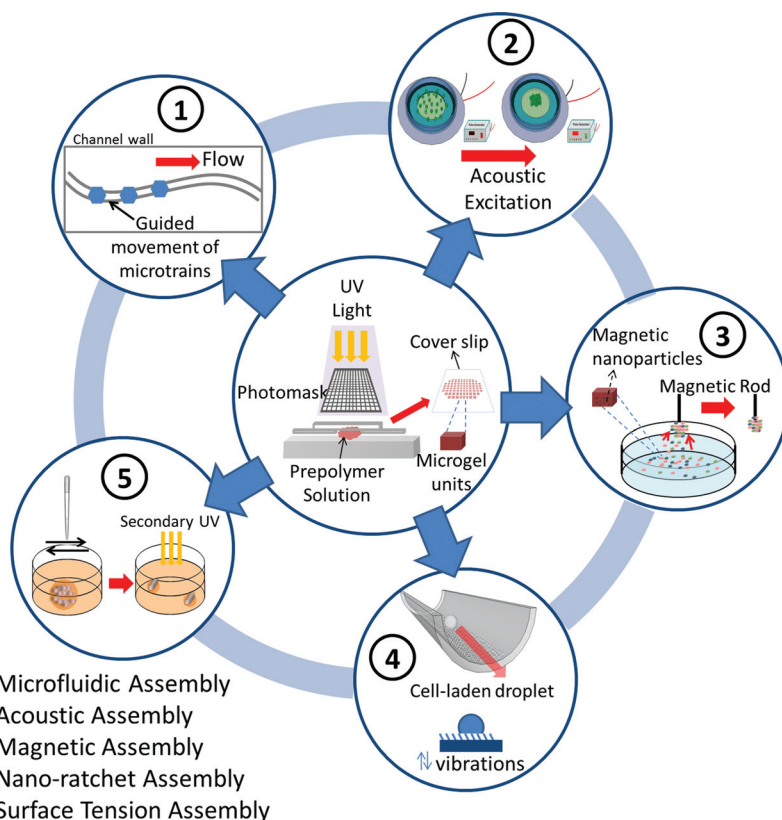 1
Channel wall
Flow
Guided
movement of
microtrains
2
Acoustic
Excitation
UV
Light
Photomask
Cover slip
Prepolymer
Solution
Microgel
units
3
Magnetic
nanoparticles
Magnetic Rod
5
Secondary UV
4
Cell-laden droplet
vibrations
Microfluidic Assembly
Acoustic Assembly
Magnetic Assembly
Nano-ratchet Assembly
Surface Tension Assembly